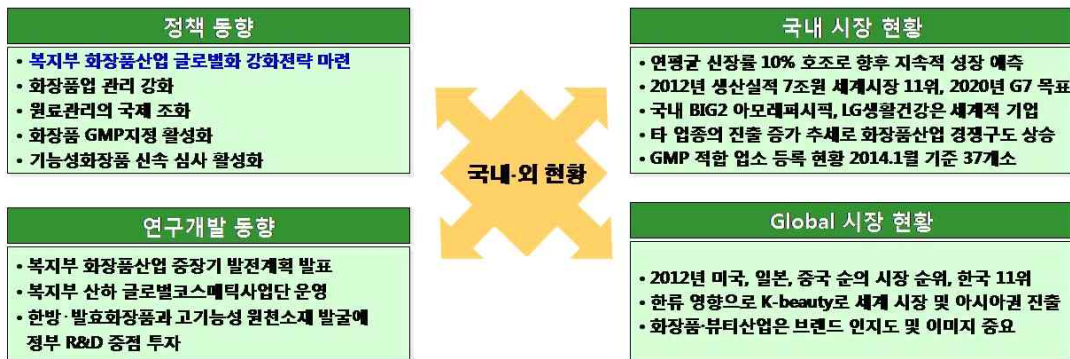 정책 동향
• 복지부 화장품산업 글로벌화 강화전략 마련
• 화장품업 관리 강화
• 원료관리의 국제 조화
• 화장품 GMP지정 활성화
• 기능성화장품 신속 심사 활성화
국내 시장 현황
• 연평균 신장률 10% 호조로 향후 지속적 성장 예측
• 2012년 생산실적 7조원 세계시장 11위, 2020년 G7 목표
• 국내 BIG2 아모레퍼시픽, LG생활건강은 세계적 기업
• 타 업종의 진출 증가 추세로 화장품산업 경쟁구도 상승
• GMP 적합 업소 등록 현황 2014.1월 기준 37개소
국내·외 현황
연구개발 동향
• 복지부 화장품산업 중장기 발전계획 발표
• 복지부 산하 글로벌코스메틱사업단 운영
• 한방·발효화장품과 고기능성 원천소재 발굴에
정부 R&D 중점 투자
Global 시장 현황
• 2012년 미국, 일본, 중국 순의 시장 순위, 한국 11위
• 한류 영향으로 K-beauty로 세계 시장 및 아시아권 진출
• 화장품·뷰티산업은 브랜드 인지도 및 이미지 중요